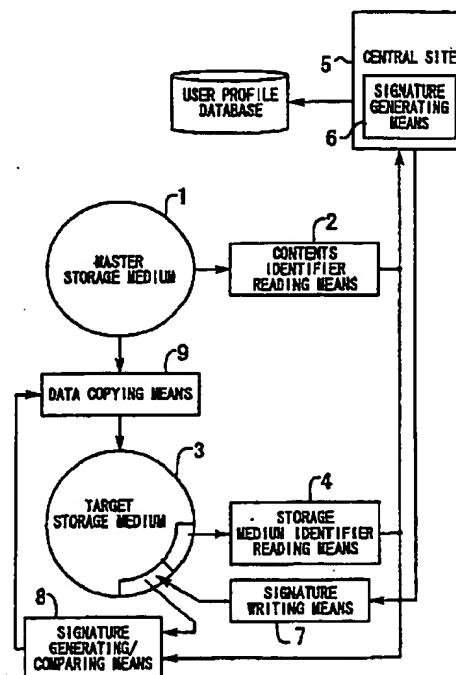 5
CENTRAL SITE
SIGNATURE
GENERATING
MEANS
6
USER PROFILE
DATABASE
1
MASTER
STORAGE MEDIUM
2
CONTENTS
IDENTIFIER
READING MEANS
9
DATA COPYING MEANS
3
TARGET
STORAGE MEDIUM
4
STORAGE
MEDIUM IDENTIFIER
READING MEANS
8
SIGNATURE
WRITING MEANS
7
SIGNATURE
GENERATING/
COMPARING MEANS